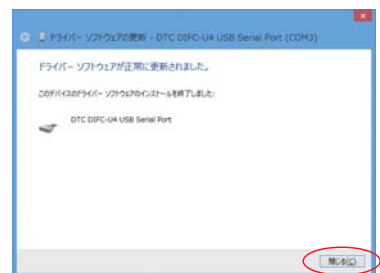 ドライバー ソフトウェアの更新 - DTC DIFC-U4 USB Serial Port (COM3)
ドライバー ソフトウェアが正常に更新されました。
このデバイスのドライバー ソフトウェアのインストールを終了しました:
DTC DIFC-U4 USB Serial Port
閉じる(C)